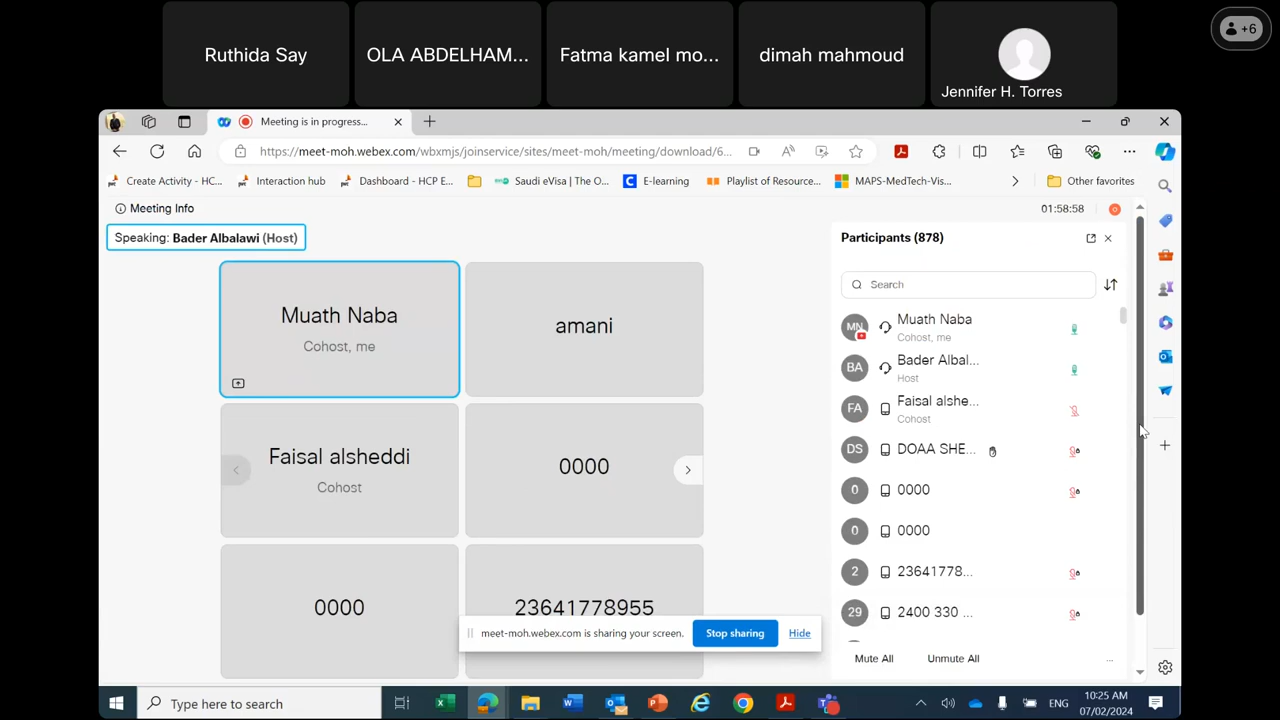 Ruthida Say
OLA ABDELHAM...
Fatma kamel mo...
dimah mahmoud
Jennifer H. Torres
+6
Meeting is in progress...
https://meet-moh.webex.com/wbxmjs/joinservice/sites/meet-moh/meeting/download/6...
Create Activity - HC...
Interaction hub
Dashboard - HCP E...
Saudi eVisa | The O...
E-learning
Playlist of Resource...
MAPS-MedTech-Vis...
Other favorites
Meeting Info
01:58:58
Speaking: Bader Albalawi (Host)
Muath Naba
Cohost, me
amani
Faisal alsheddi
Cohost
0000
0000
23641778955
Participants (878)
Search
MN
Muath Naba
Cohost, me
BA
Bader Albal...
Host
FA
Faisal alshe...
Cohost
DS
DOAA SHE...
0
0000
0
0000
2
23641778...
29
2400 330 ...
Mute All
Unmute All
...
meet-moh.webex.com is sharing your screen.
Stop sharing
Hide
Type here to search
ENG
10:25 AM
07/02/2024